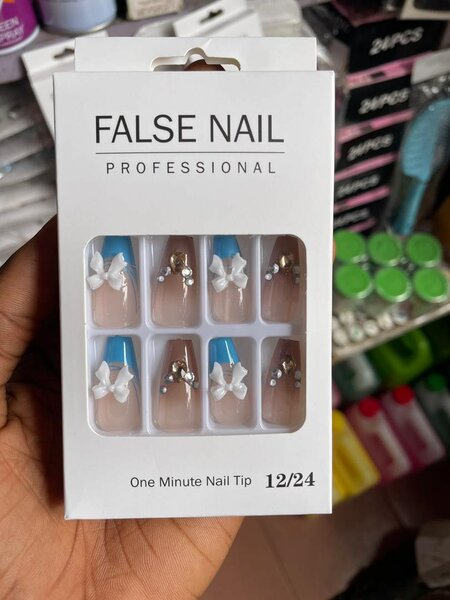 FALSE NAIL
PROFESSIONAL
One Minute Nail Tip 12/24
24PCS
24PCS
24PCS